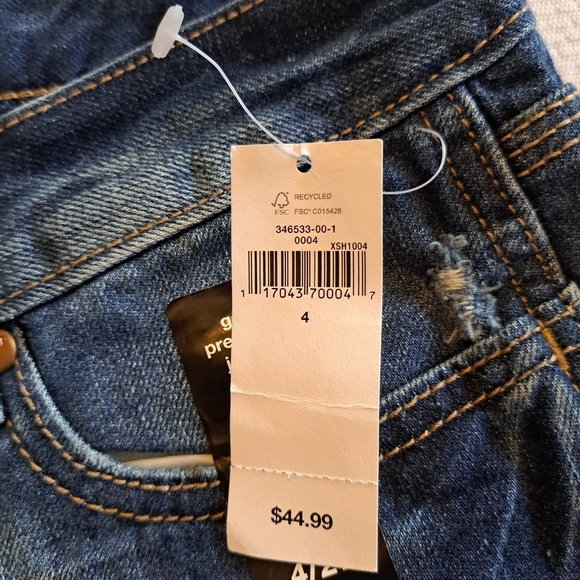 RECYCLED
FSC
FSC® C015426
346533-00-1
0004
XSH1004
1 17043 70004 7
4
$44.99